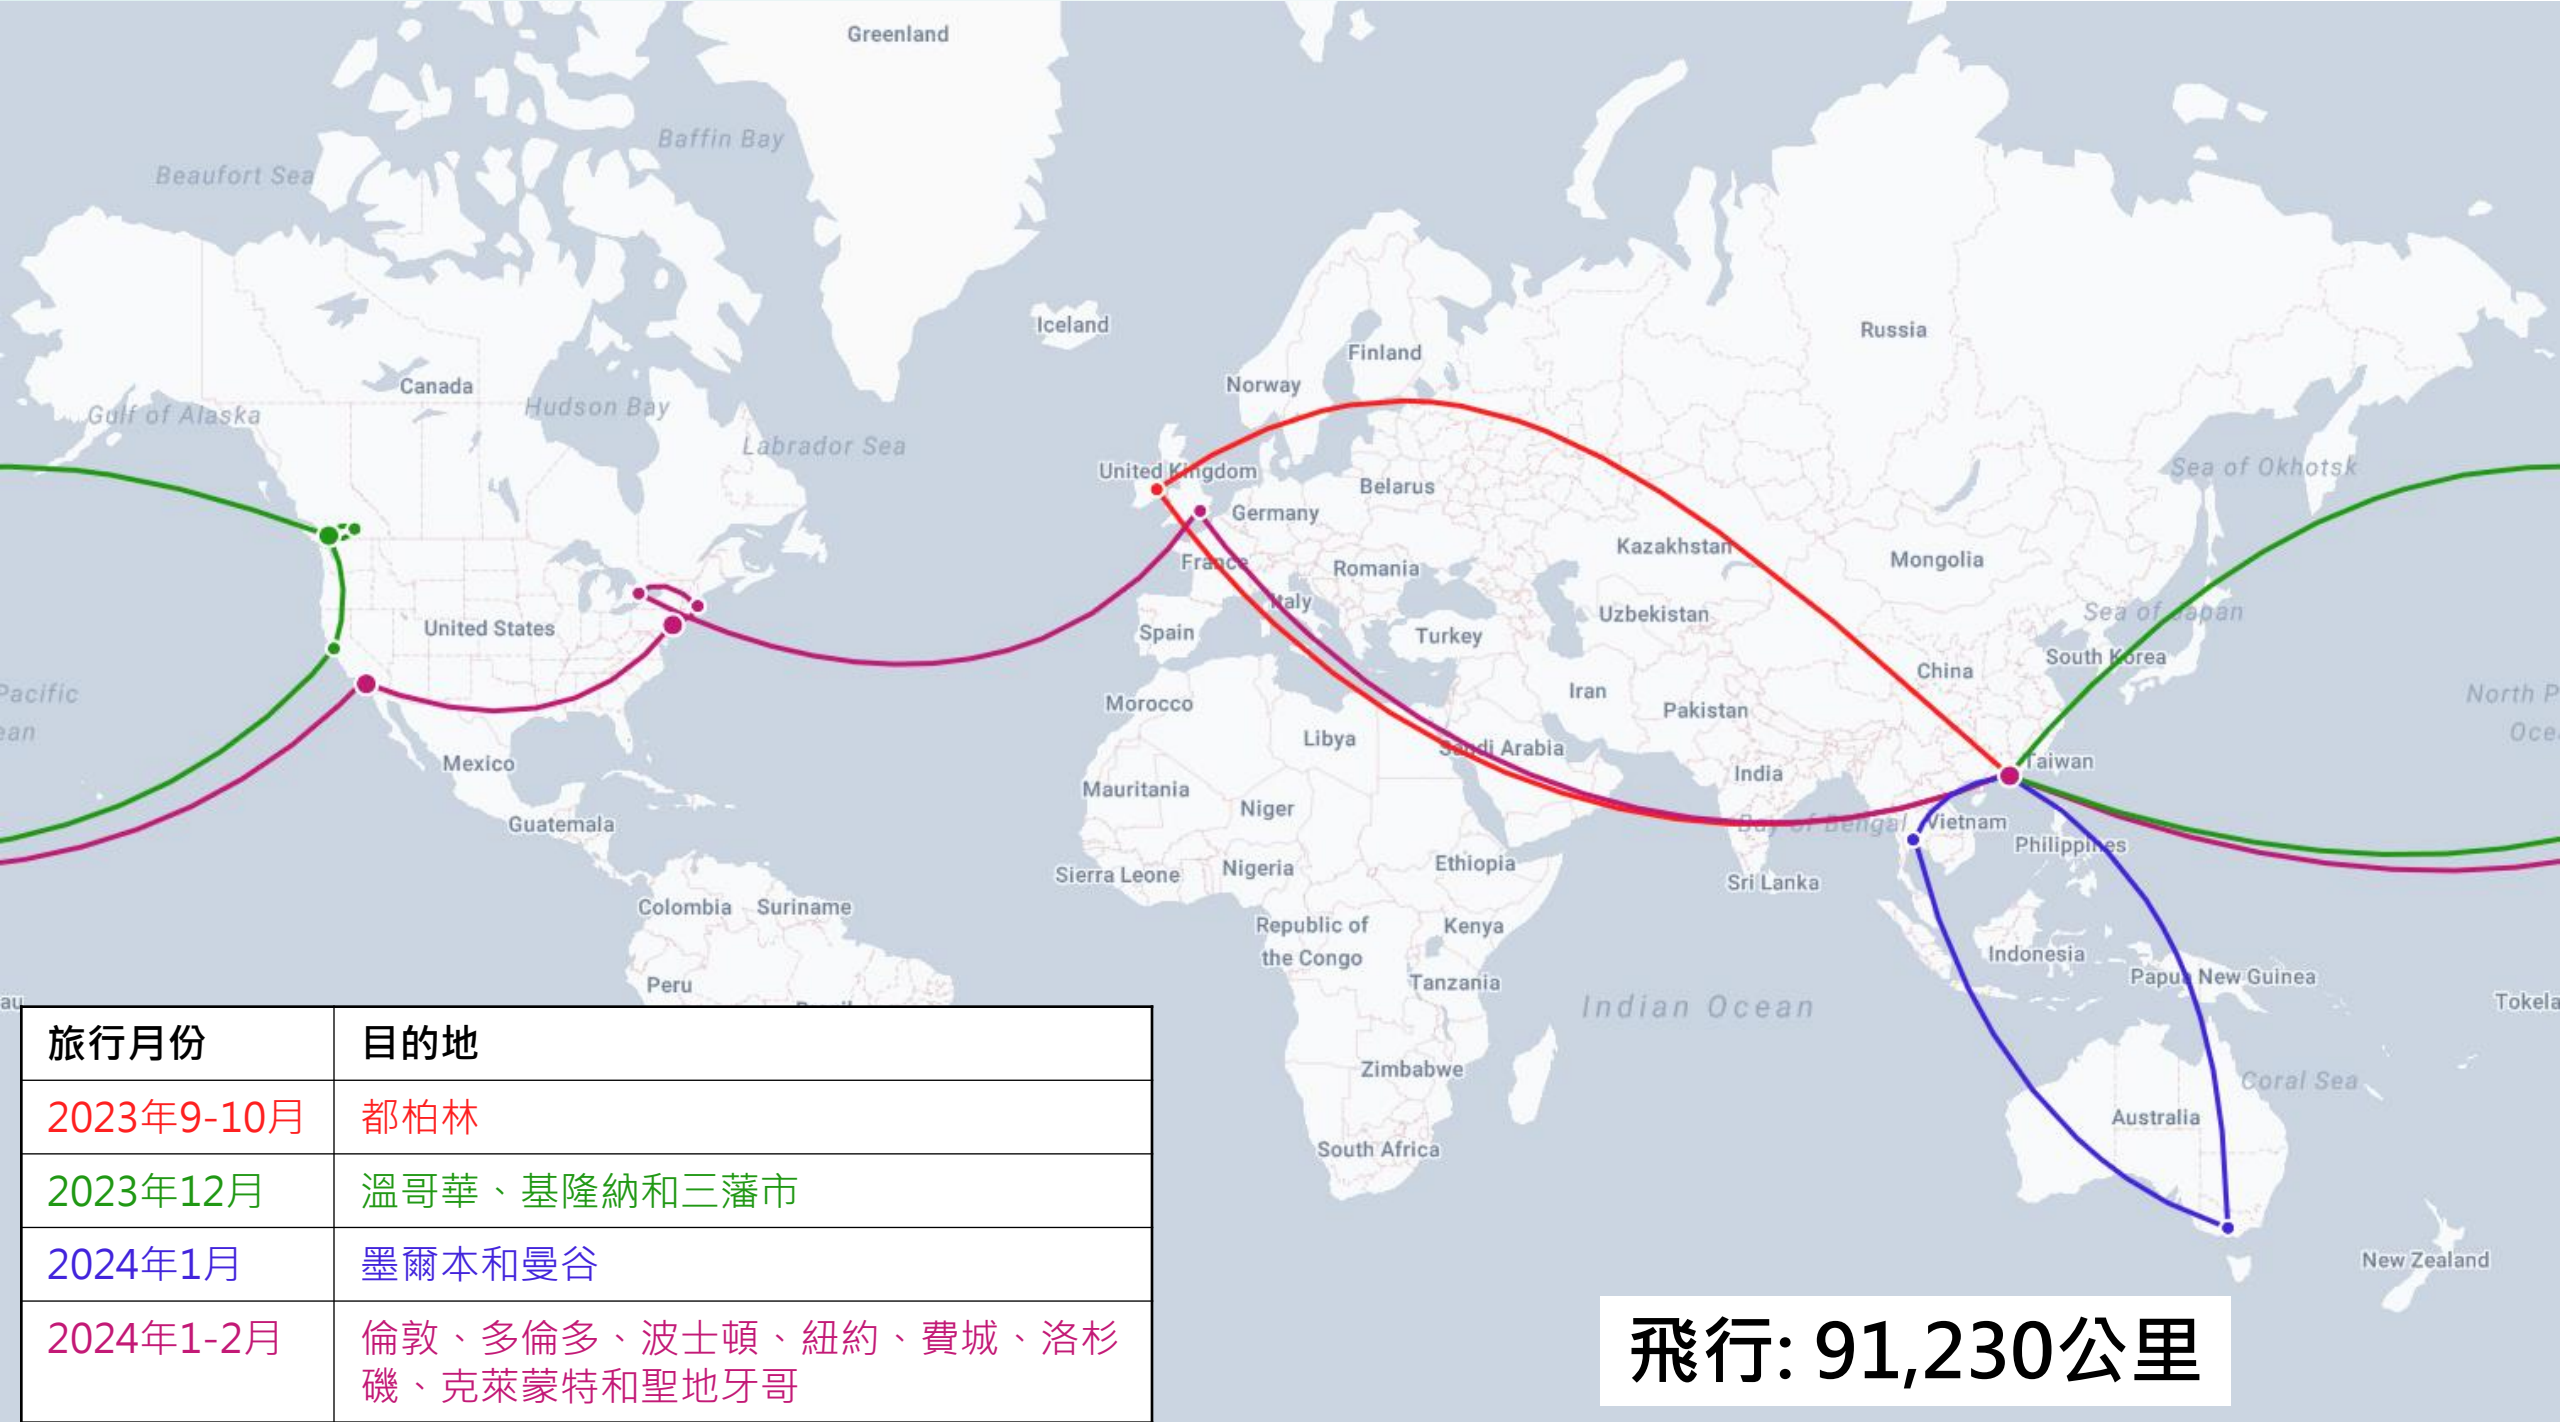 Greenland
Baffin Bay
Beaufort Sea
Iceland
Russia
Finland
Norway
Canada
Hudson Bay
Gulf of Alaska
Labrador Sea
United Kingdom
Sea of Okhotsk
Belarus
Germany
Kazakhstan
Mongolia
France
Romania
Italy
Uzbekistan
Sea of Japan
United States
Spain
Turkey
South Korea
China
Iran
Pacific
ean
North P
Oce
Morocco
Pakistan
Libya
Saudi Arabia
Mexico
Taiwan
India
Mauritania
Niger
Guatemala
Bay of Bengal
Vietnam
Philippines
Sierra Leone
Nigeria
Ethiopia
Sri Lanka
Colombia
Suriname
Republic of
the Congo
Kenya
Indonesia
Peru
Tanzania
Papua New Guinea
au
Indian Ocean
Tokela
Zimbabwe
Coral Sea
Australia
South Africa
New Zealand
旅行月份 目的地
2023年9-10月 都柏林
2023年12月 溫哥華、基隆納和三藩市
2024年1月 墨爾本和曼谷
2024年1-2月 倫敦、多倫多、波士頓、紐約、費城、洛杉
磯、克萊蒙特和聖地牙哥
飛行: 91,230公里